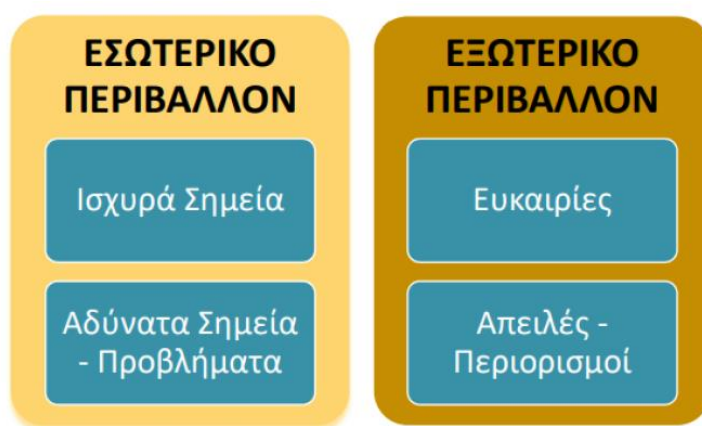 ΕΣΩΤΕΡΙΚΟ
ΠΕΡΙΒΑΛΛΟΝ
Ισχυρά Σημεία
Αδύνατα Σημεία
- Προβλήματα
ΕΞΩΤΕΡΙΚΟ
ΠΕΡΙΒΑΛΛΟΝ
Ευκαιρίες
Απειλές -
Περιορισμοί